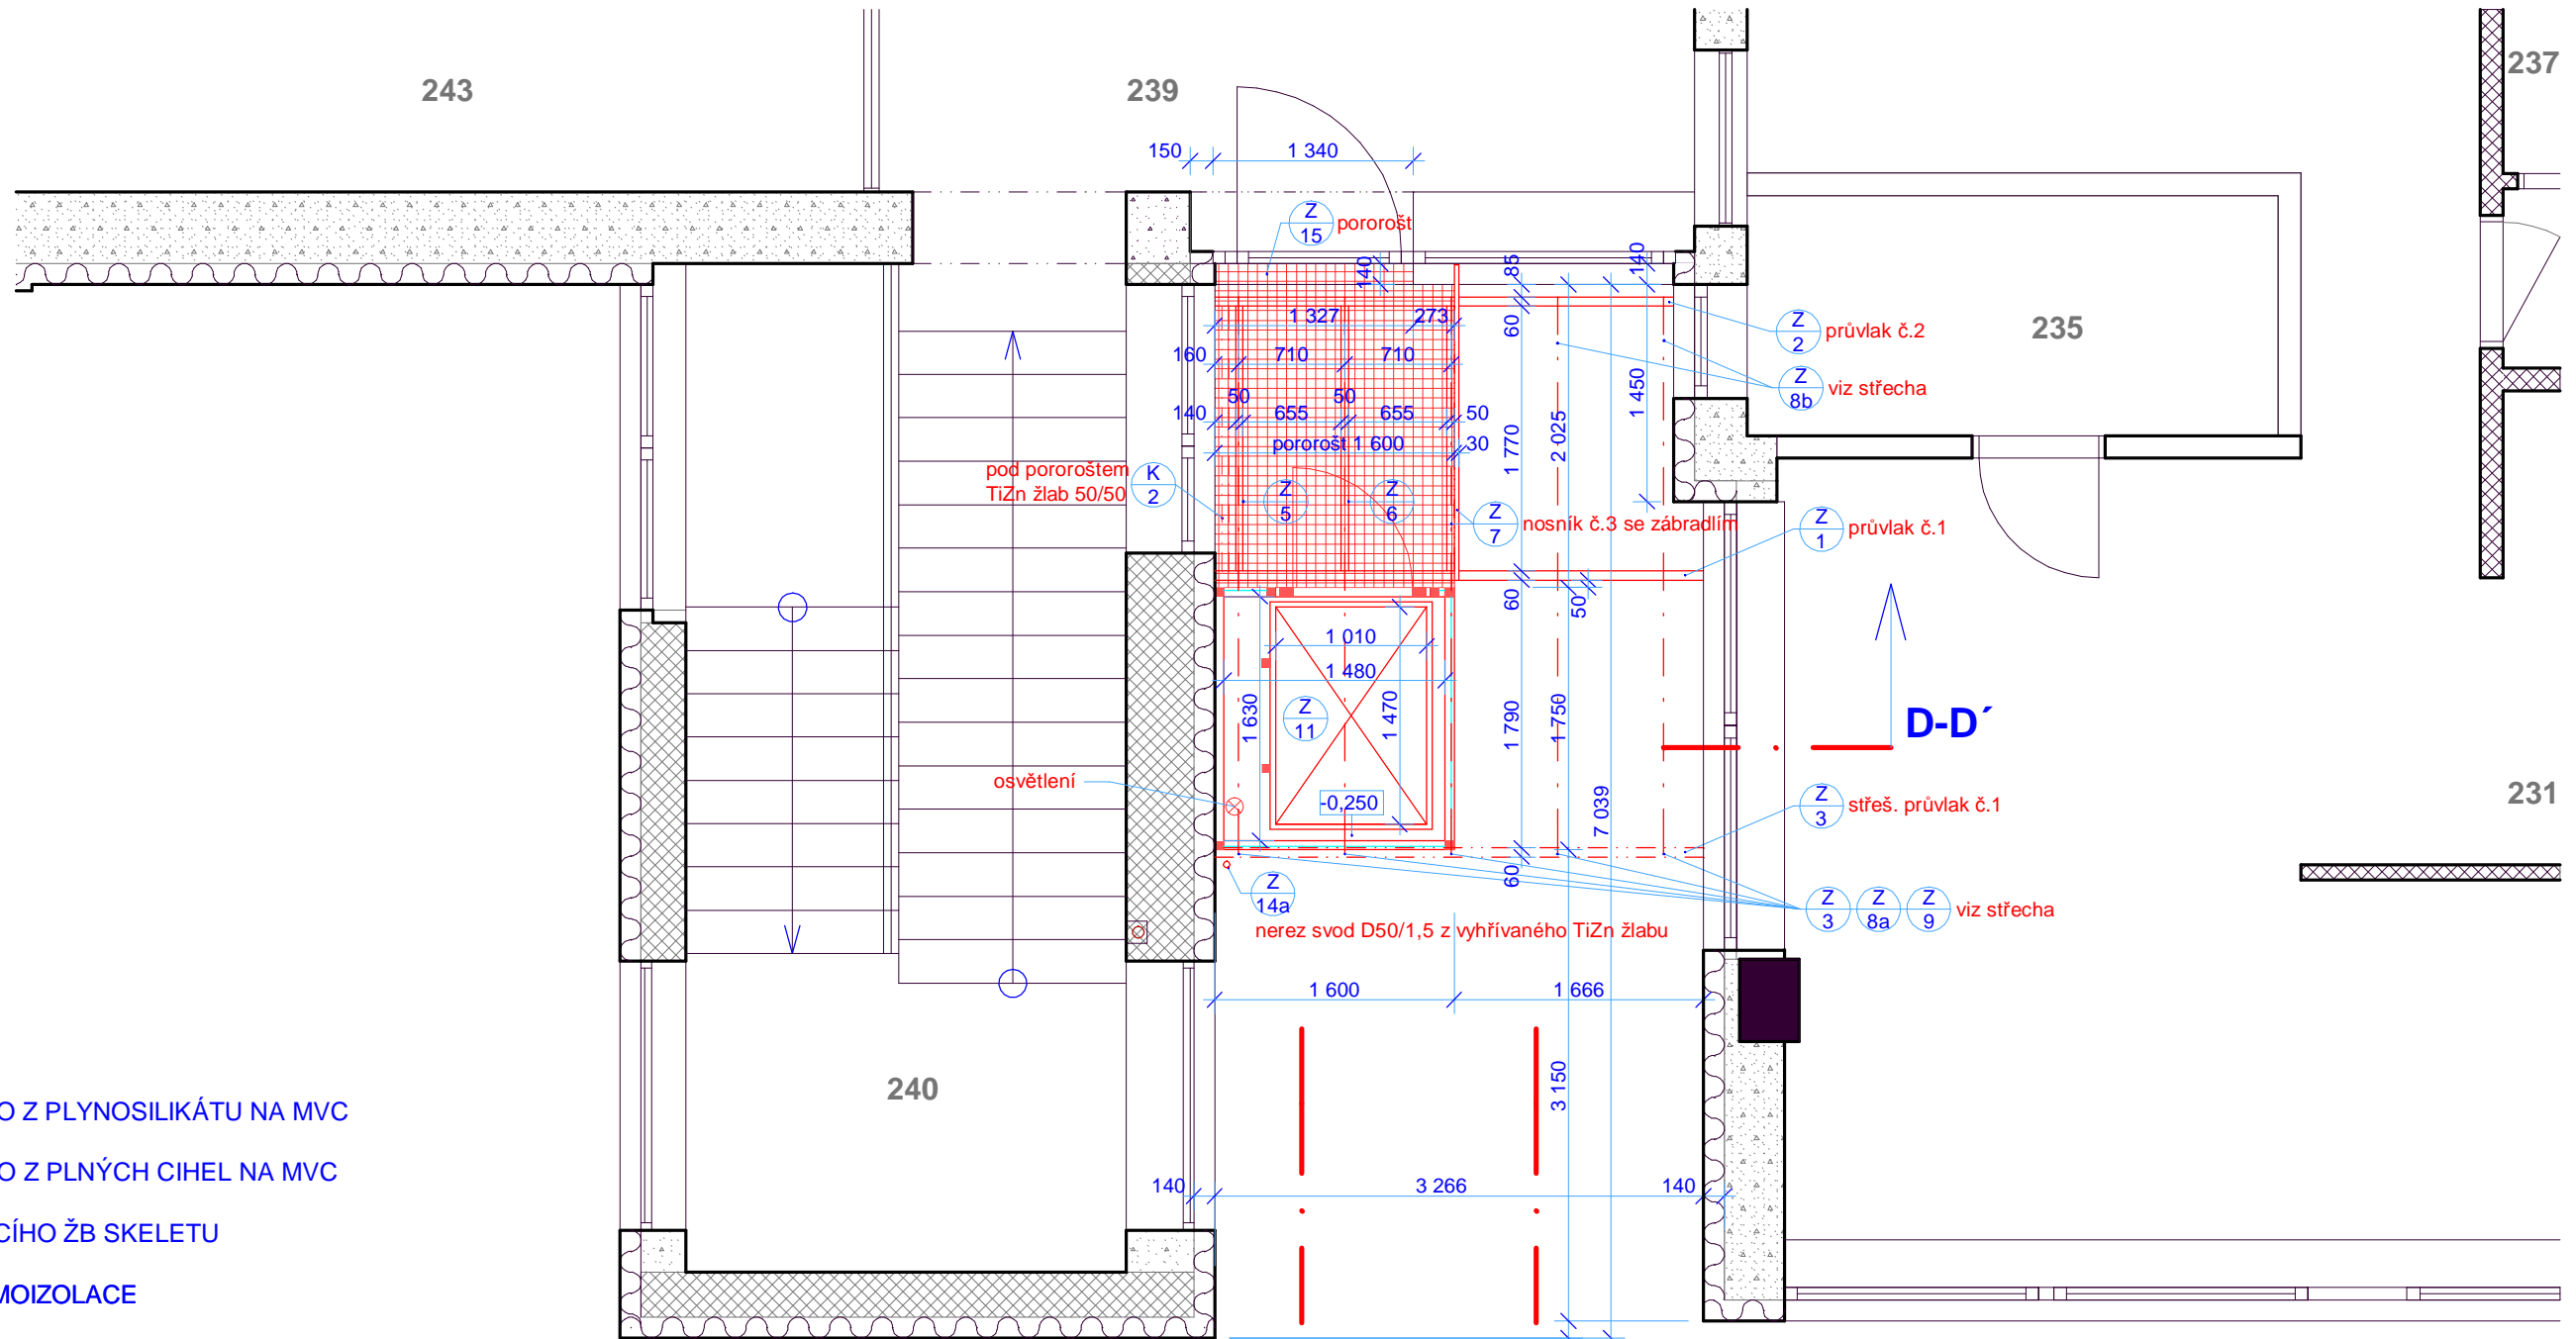 243
239
237
150
1 340
Z
15
pororošt
140
85
140
1 327
273
60
Z
2
průvlak č.2
235
160
710
710
Z
8b
viz střecha
50
50
140
655
655
50
1 450
2 025
1 770
pororošt 1 600
30
pod pororoštem
TiZn žlab 50/50
K
2
Z
5
Z
6
Z
7
nosník č.3 se zábradlím
Z
1
průvlak č.1
60
50
1 010
1 480
1 630
1 470
Z
11
1 790
1 750
D-D´
osvětlení
-0,250
7 039
Z
3
střeš. průvlak č.1
231
60
Z
14a
Z
3
Z
8a
Z
9
viz střecha
nerez svod D50/1,5 z vyhřívaného TiZn žlabu
1 600
1 666
240
3 150
O Z PLYNOSILIKÁTU NA MVC
O Z PLNÝCH CIHEL NA MVC
140
3 266
140
CÍHO ŽB SKELETU
MOIZOLACE